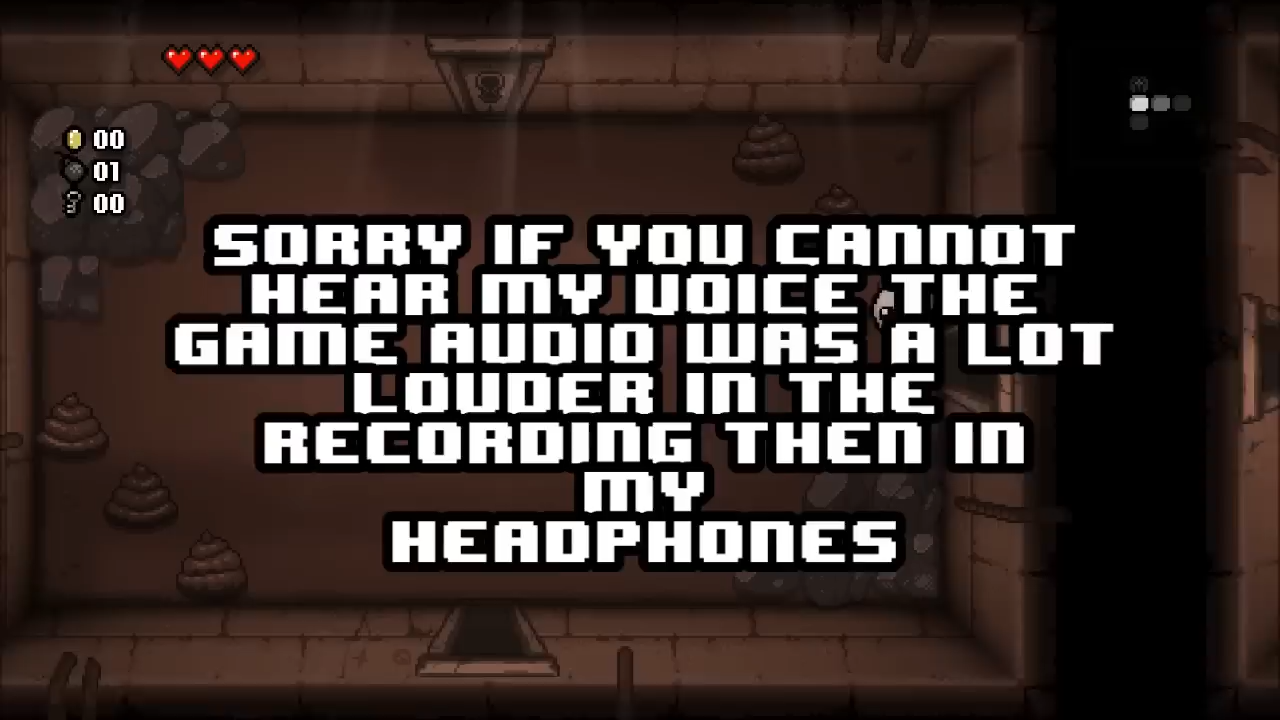 00
01
00
SORRY IF YOU CANNOT
HEAR MY VOICE THE
GAME AUDIO WAS A LOT
LOUDER IN THE
RECORDING THEN IN
MY
HEADPHONES